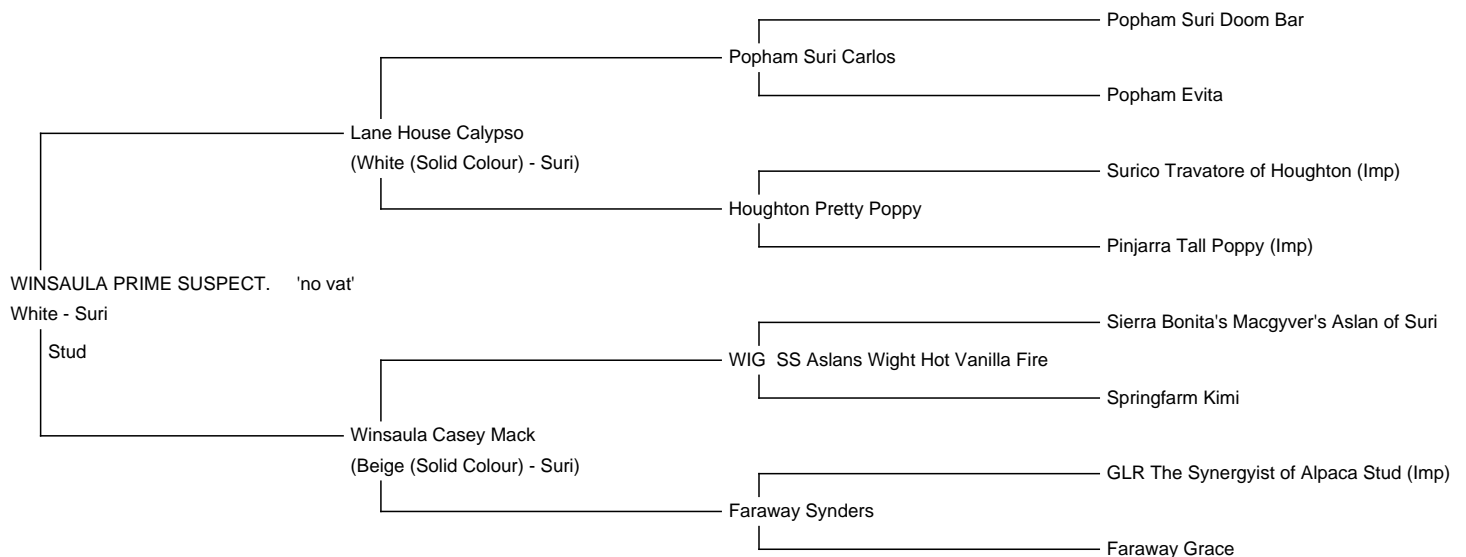 Popham Suri Doom Bar
Popham Suri Carlos
Popham Evita
Lane House Calypso
(White (Solid Colour) - Suri)
Surico Travatore of Houghton (Imp)
Houghton Pretty Poppy
Pinjarra Tall Poppy (Imp)
WINSAULA PRIME SUSPECT. 'no vat'
White - Suri
Stud
Sierra Bonita's Macgyver's Aslan of Suri
WIG SS Aslans Wight Hot Vanilla Fire
Springfarm Kimi
Winsaula Casey Mack
(Beige (Solid Colour) - Suri)
GLR The Synergyist of Alpaca Stud (Imp)
Faraway Synders
Faraway Grace